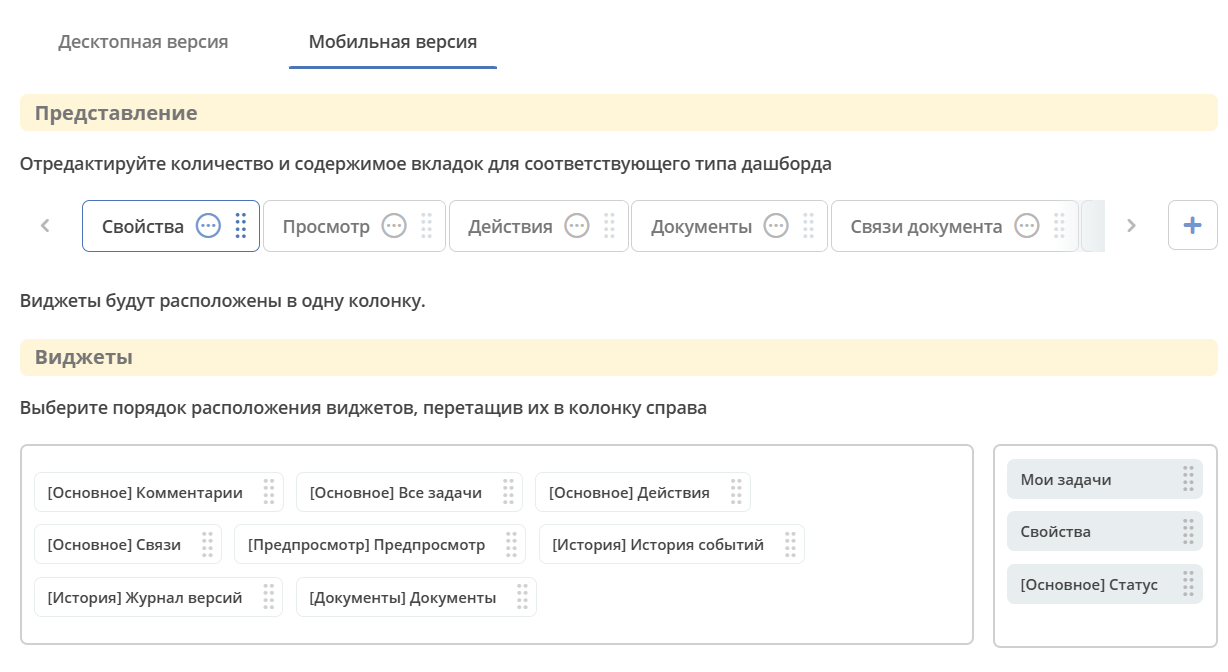 Десктопная версия Мобильная версия
Представление
Отредактируйте количество и содержимое вкладок для соответствующего типа дашборда
Свойства Просмотр Действия Документы Связи документа
Виджеты будут расположены в одну колонку.
Виджеты
Выберите порядок расположения виджетов, перетащив их в колонку справа
[Основное] Комментарии [Основное] Все задачи [Основное] Действия
[Основное] Связи [Предпросмотр] Предпросмотр [История] История событий
[История] Журнал версий [Документы] Документы
Мои задачи
Свойства
[Основное] Статус